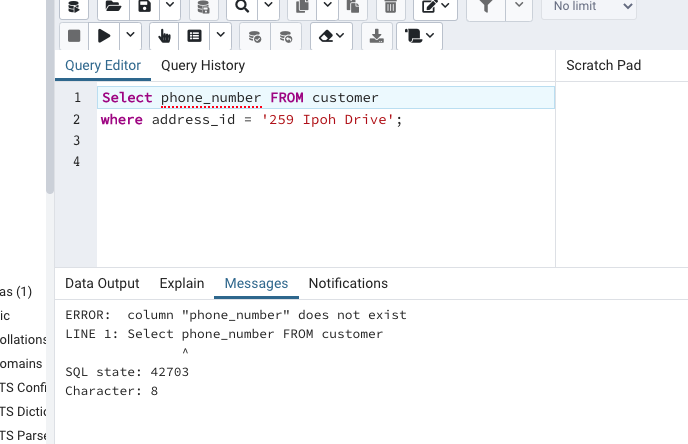 No limit
Query Editor Query History Scratch Pad
1 Select phone_number FROM customer
2 where address_id = '259 Ipoh Drive';
3
4
Data Output Explain Messages Notifications
as (1)
ic
ollations
omains
TS Confi
TS Dictic
TS Parse
ERROR:  column "phone_number" does not exist
LINE 1: Select phone_number FROM customer
^
SQL state: 42703
Character: 8